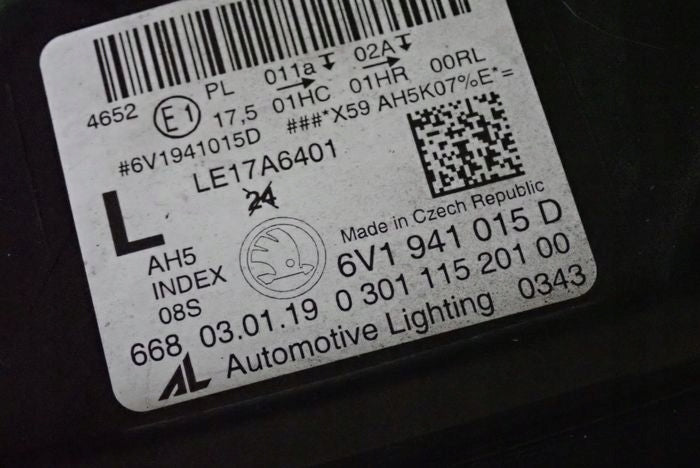 4652 E1 PL 011a 02A
17,5 01HC 01HR 00RL
#6V1941015D ###*X59 AH5K07%E*=
LE17A6401
24
L
AH5
INDEX
08S
Made in Czech Republic
6V1 941 015 D
668 03.01.19 0 301 115 201 00
AL Automotive Lighting 0343